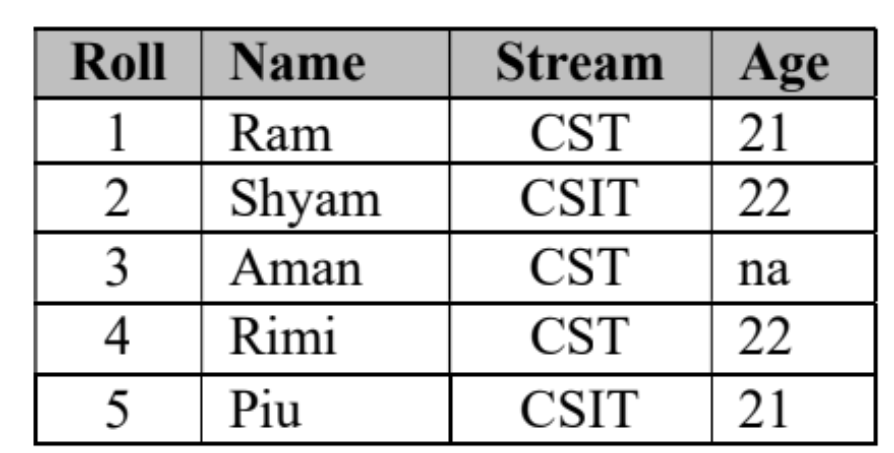 Roll Name Stream Age
1 Ram CST 21
2 Shyam CSIT 22
3 Aman CST na
4 Rimi CST 22
5 Piu CSIT 21